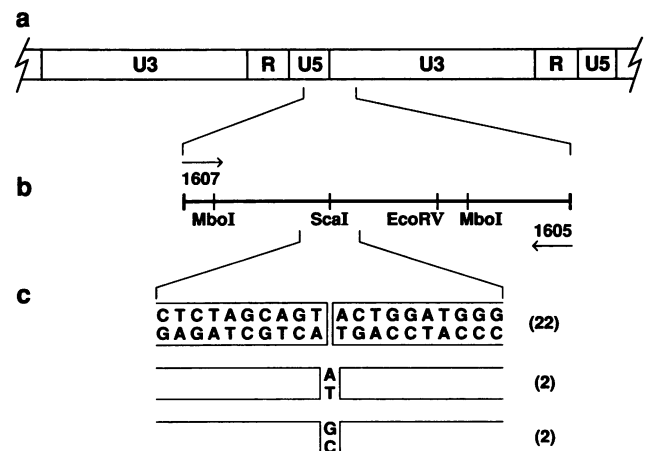 a
U3 R U5 U3 R U5
1607
b
MboI ScaI EcoRV MboI
1605
c
CTCTAGCAGT ACTGGATGGG (22)
GAGATCGTCA TGACCTACCC
A (2)
T
G (2)
C